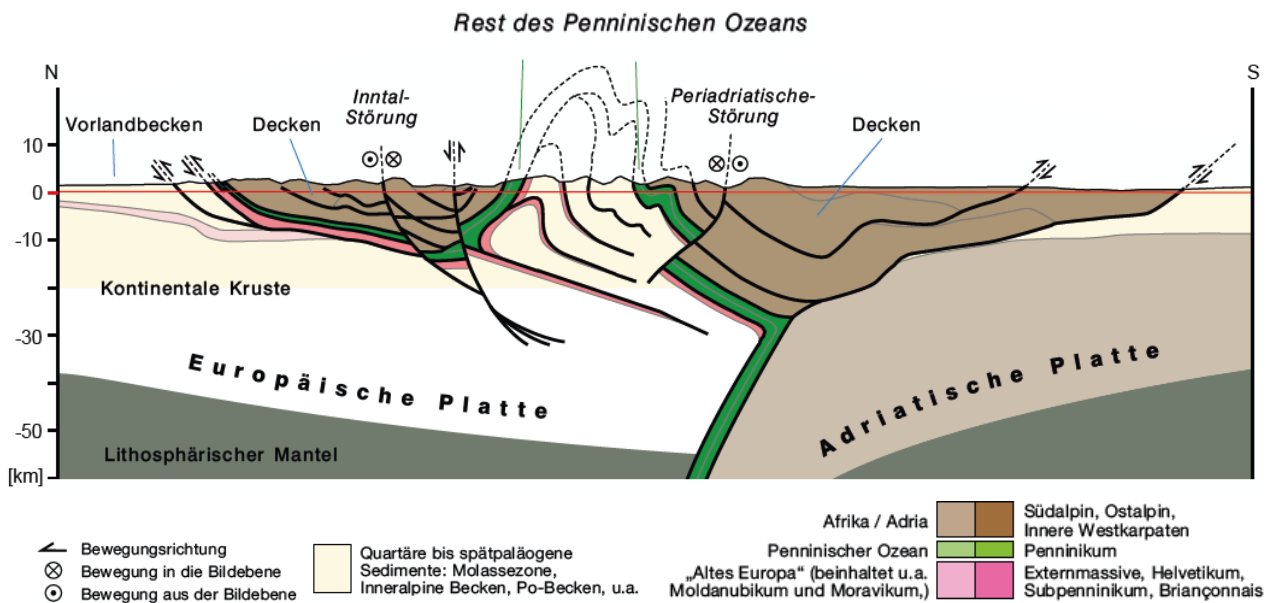 Rest des Penninischen Ozeans
N
S
Inntal-
Störung
Periadriatische-
Störung
Vorlandbecken
Decken
Decken
10
0
-10
Kontinentale Kruste
-30
Europäische Platte
Adriatische Platte
-50
Lithosphärischer Mantel
[km]
Bewegungsrichtung
Bewegung in die Bildebene
Bewegung aus der Bildebene
Quartäre bis spätpaläogene
Sedimente: Molassezone,
Inneralpine Becken, Po-Becken, u.a.
Afrika / Adria
Südalpin, Ostalpin,
Innere Westkarpaten
Penninischer Ozean
Penninikum
„Altes Europa“ (beinhaltet u.a.
Moldanubikum und Moravikum,)
Externmassive, Helvetikum,
Subpenninikum, Briançonnais